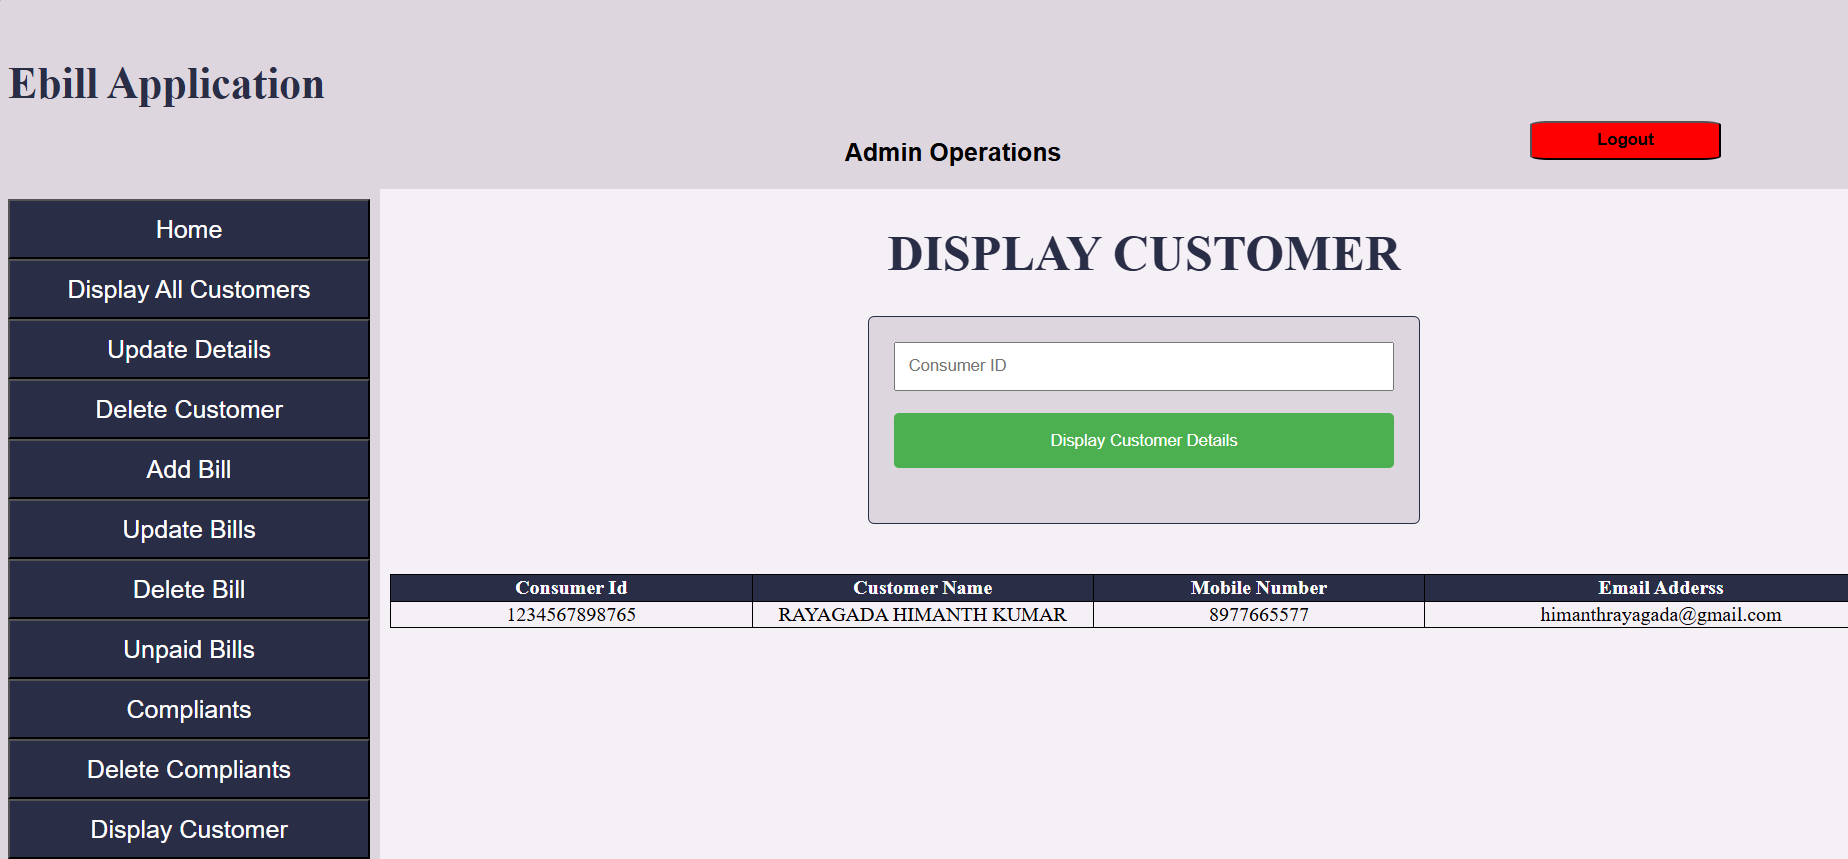 Ebill Application
Admin Operations
Logout
Home
Display All Customers
Update Details
Delete Customer
Add Bill
Update Bills
Delete Bill
Unpaid Bills
Compliants
Delete Compliants
Display Customer
DISPLAY CUSTOMER
Consumer ID
Display Customer Details
Consumer Id Customer Name Mobile Number Email Adderss
1234567898765 RAYAGADA HIMANTH KUMAR 8977665577 himanthrayagada@gmail.com